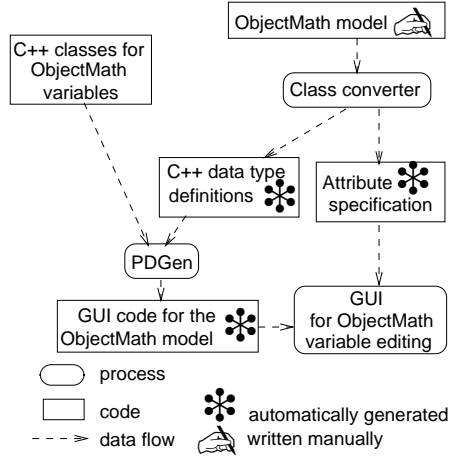 ObjectMath model
C++ classes for
ObjectMath
variables
Class converter
C++ data type
definitions
Attribute
specification
PDGen
GUI code for the
ObjectMath model
GUI
for ObjectMath
variable editing
process
code
automatically generated
data flow
written manually